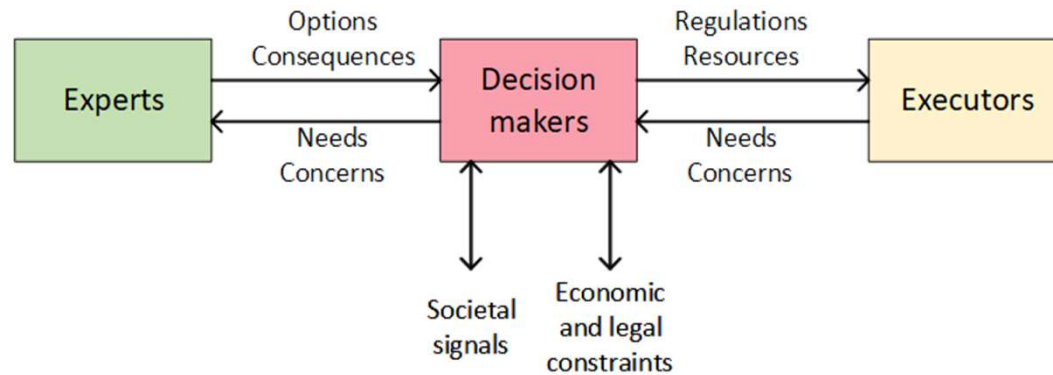 Options
Consequences
Regulations
Resources
Experts
Decision
makers
Executors
Needs
Concerns
Needs
Concerns
Societal
signals
Economic
and legal
constraints